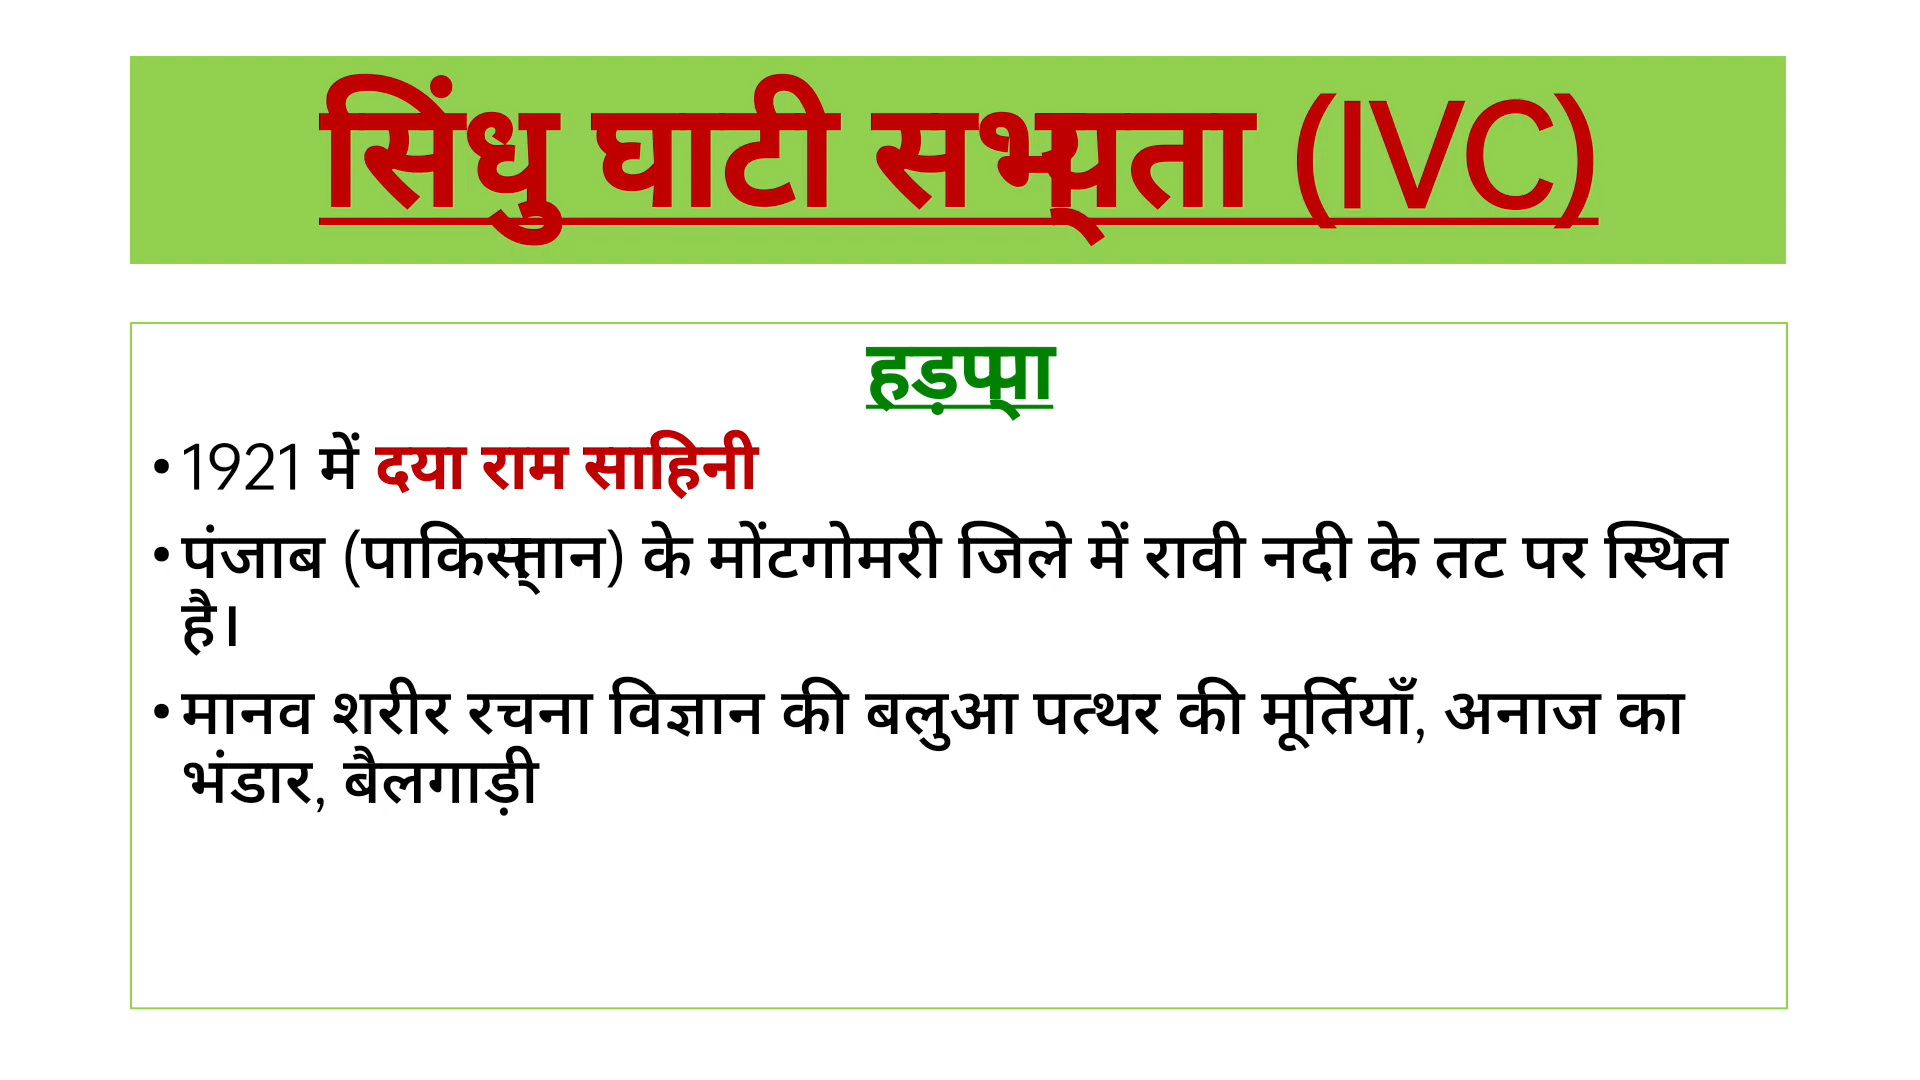 सिंधु घाटी सभ्यता (IVC)
हड़प्पा
• 1921 में दया राम साहिनी
• पंजाब (पाकिस्तान) के मोंटगोमरी जिले में रावी नदी के तट पर स्थित
है।
• मानव शरीर रचना विज्ञान की बलुआ पत्थर की मूर्तियाँ, अनाज का
भंडार, बैलगाड़ी